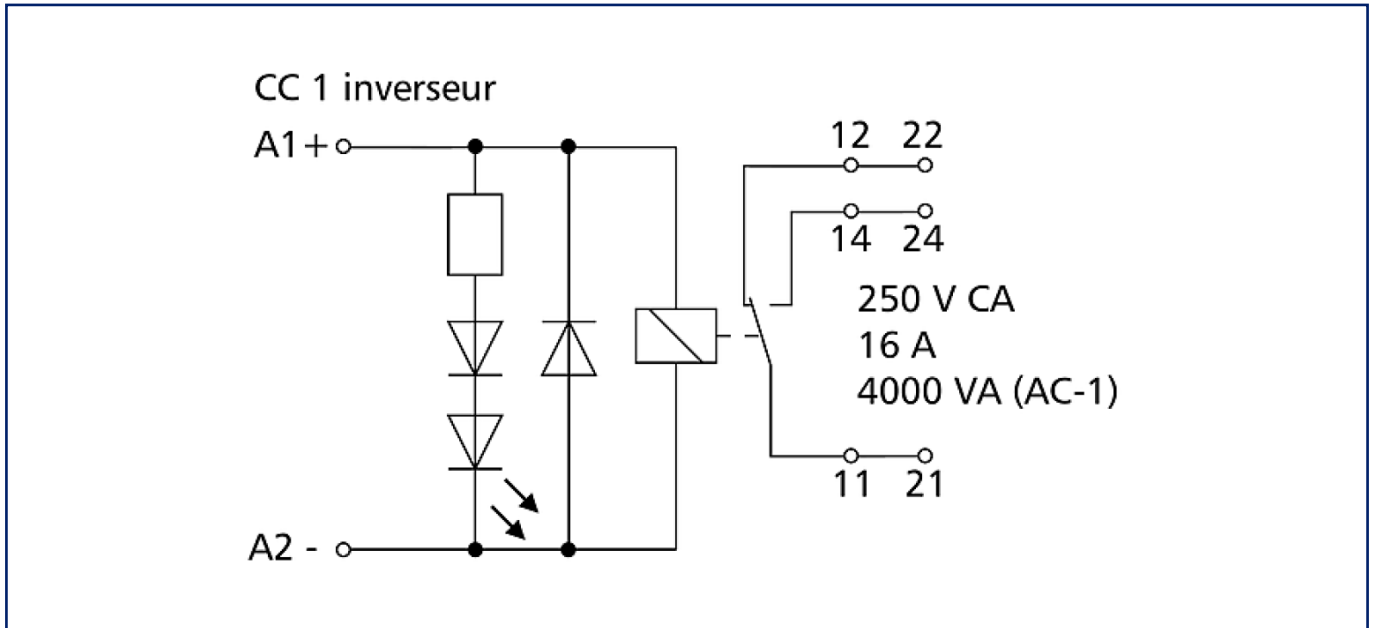 CC 1 inverseur
A1+
12 22
14 24
250 V CA
16 A
4000 VA (AC-1)
11 21
A2 -